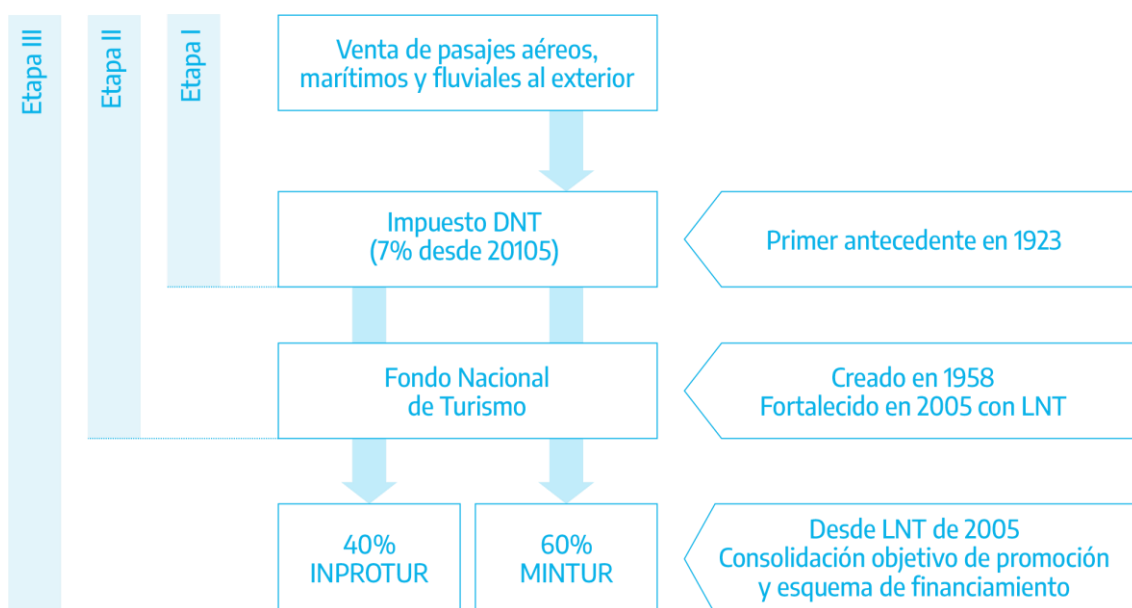 Etapa III
Etapa II
Etapa I
Venta de pasajes aéreos,
marítimos y fluviales al exterior
Impuesto DNT
(7% desde 20105)
Primer antecedente en 1923
Fondo Nacional
de Turismo
Creado en 1958
Fortalecido en 2005 con LNT
40%
INPROTUR
60%
MINTUR
Desde LNT de 2005
Consolidación objetivo de promoción
y esquema de financiamiento